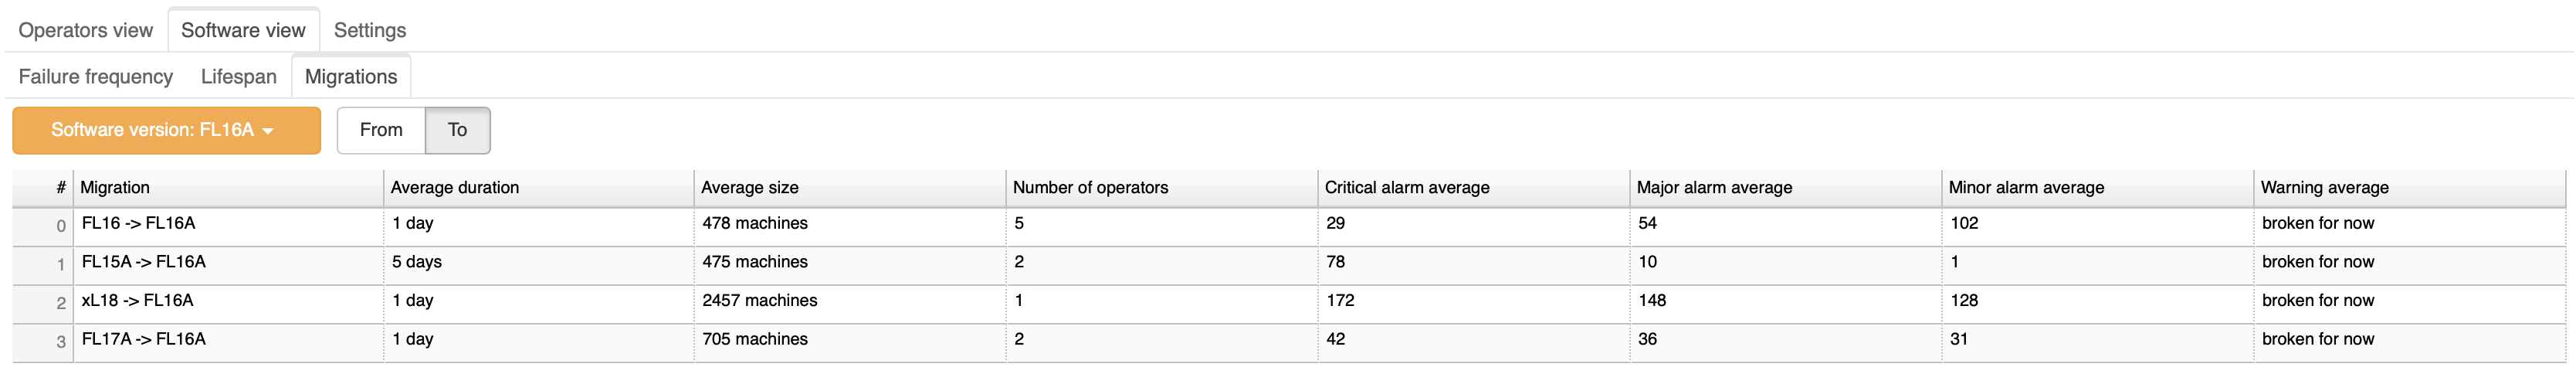 Operators view Software view Settings
Failure frequency Lifespan Migrations
Software version: FL16A From To
# Migration Average duration Average size Number of operators Critical alarm average Major alarm average Minor alarm average Warning average
0 FL16 -> FL16A 1 day 478 machines 5 29 54 102 broken for now
1 FL15A -> FL16A 5 days 475 machines 2 78 10 1 broken for now
2 xL18 -> FL16A 1 day 2457 machines 1 172 148 128 broken for now
3 FL17A -> FL16A 1 day 705 machines 2 42 36 31 broken for now